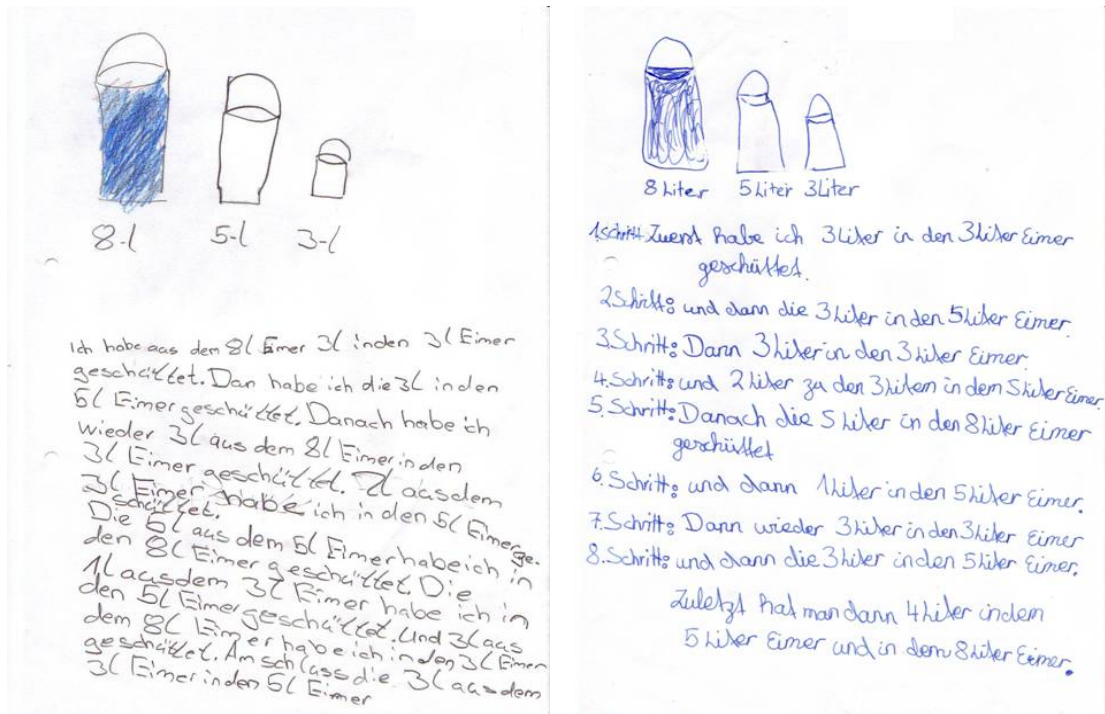 8-l 5-l 3-l
Ich habe aus dem 8l Eimer 3l in den 3l Eimer
geschüttet. Dan habe ich die 3l in den
5l Eimer geschüttet. Danach habe ich
wieder 3l aus dem 8l Eimer in den
3l Eimer geschüttet. 2l aus dem
3l Eimer habe ich in den 5l Eimer ge-
schüttet.
Die 5l aus dem 5l Eimer habe ich in
den 8l Eimer geschüttet. Die
1l aus dem 3l Eimer habe ich in
den 5l Eimer geschüttet. Und 3l aus
dem 8l Eimer habe ich in den 3l Eimer
geschüttet. Am schluss die 3l aus dem
3l Eimer in den 5l Eimer
8 Liter 5 Liter 3 Liter
1. Schritt: Zuerst habe ich 3 Liter in den 3 Liter Eimer
geschüttet.
2 Schritt: und dann die 3 Liter in den 5 Liter Eimer.
3. Schritt: Dann 3 Liter in den 3 Liter Eimer.
4. Schritt: und 2 Liter zu den 3 Litern in dem 5 Liter Eimer.
5. Schritt: Danach die 5 Liter in den 8 Liter Eimer
geschüttet
6. Schritt: und dann 1 Liter in den 5 Liter Eimer.
7. Schritt: Dann wieder 3 Liter in den 3 Liter Eimer
8. Schritt: und dann die 3 Liter in den 5 Liter Eimer.
Zuletzt hat man dann 4 Liter in dem
5 Liter Eimer und in dem 8 Liter Eimer.